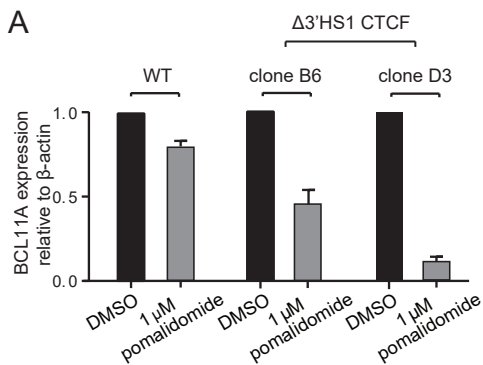 A
Δ3'HS1 CTCF
WT
clone B6
clone D3
BCL11A expression
relative to β-actin
1.0
0.5
0.0
DMSO
1 μM
pomalidomide
DMSO
1 μM
pomalidomide
DMSO
1 μM
pomalidomide